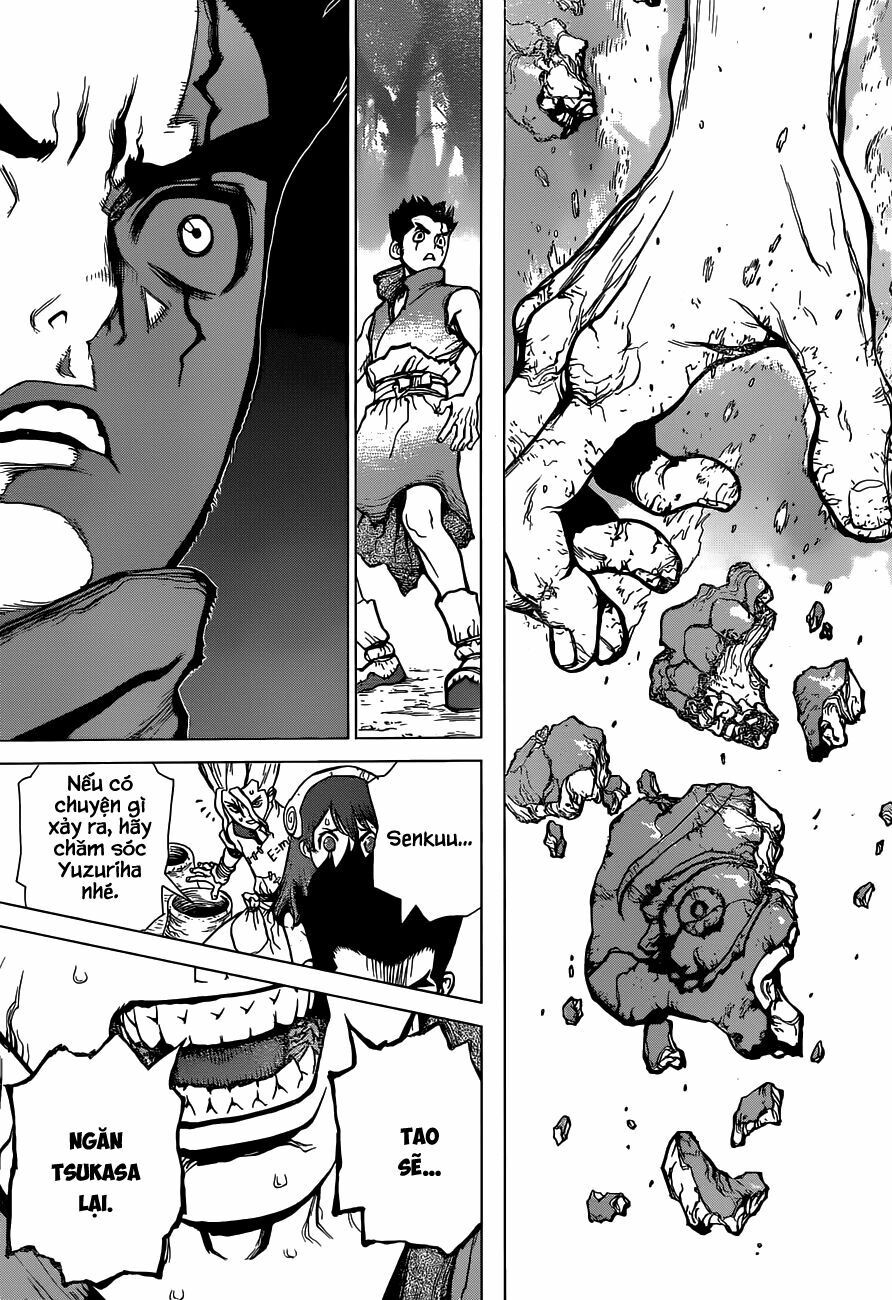 Senkuu...
Nếu có
chuyện gì
xảy ra, hãy
chăm sóc
Yuzuriha
nhé.
E=m
TAO
SẼ...
NGĂN
TSUKASA
LẠI.